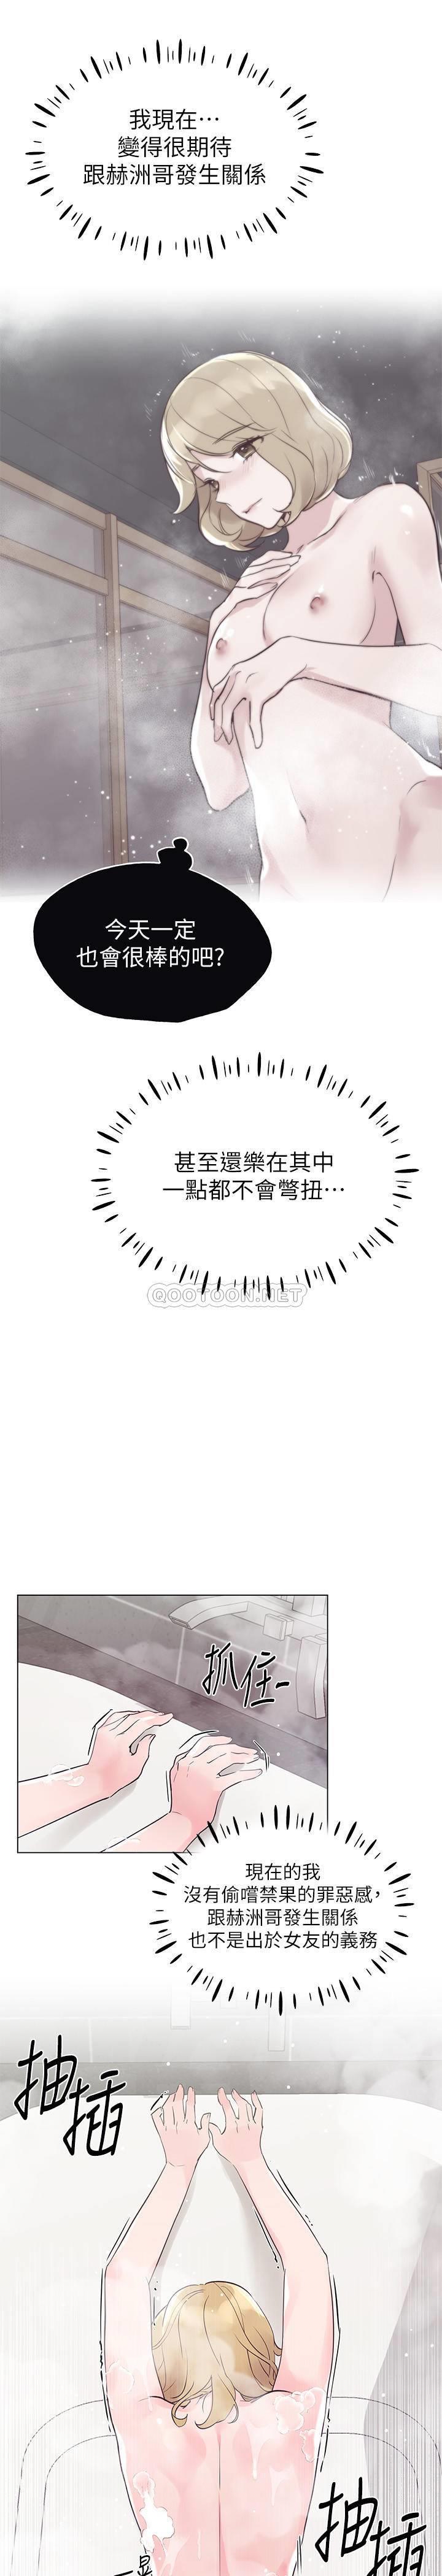 我現在…
變得很期待
跟赫洲哥發生關係
今天一定
也會很棒的吧?
甚至還樂在其中
一點都不會彆扭…
QOOTOON.NET
抓住-
現在的我
沒有偷嚐禁果的罪惡感,
跟赫洲哥發生關係
也不是出於女友的義務
抽插
抽插